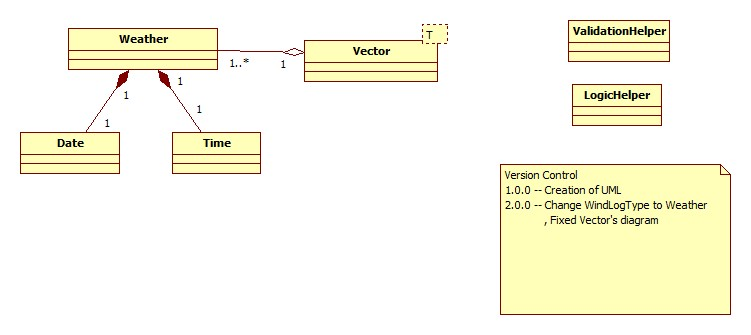 Weather
1..*
1
Vector
T
1
1
1
1
Date
Time
ValidationHelper
LogicHelper
Version Control
1.0.0 -- Creation of UML
2.0.0 -- Change WindLogType to Weather
, Fixed Vector's diagram